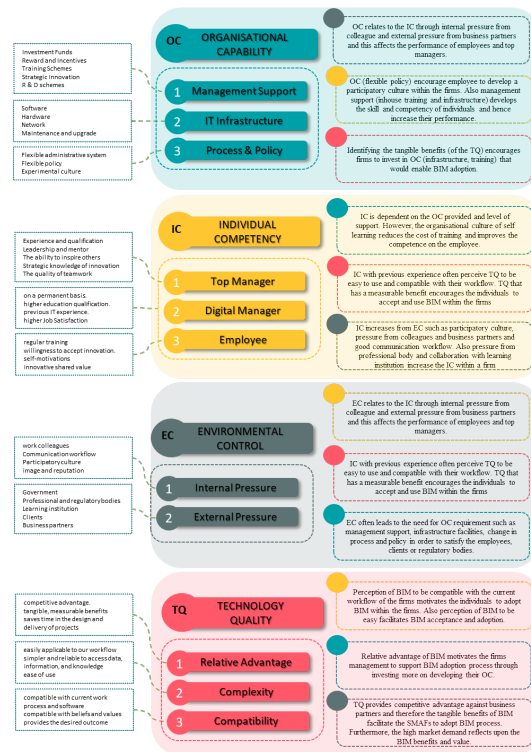 OC
ORGANISATIONAL
CAPABILITY
Investment Funds
Reward and Incentives
Training Schemes
Strategic Innovation
R & D schemes
Software
Hardware
Network
Maintenance and upgrade
Flexible administrative system
Flexible policy
Experimental culture
1 Management Support
2 IT Infrastructure
3 Process & Policy
OC relates to the IC through internal pressure from
colleague and external pressure from business partners
and this affects the performance of employees and top
managers.
OC (flexible policy) encourage employee to develop a
participatory culture within the firms. Also management
support (inhouse training and infrastructure) develops
the skill and competency of individuals and hence
increase their performance.
Identifying the tangible benefits (of the TQ) encourages
firms to invest in OC (infrastructure, training) that
would enable BIM adoption.
IC
INDIVIDUAL
COMPETENCY
Experience and qualification
Leadership and mentor
The ability to inspire others
Strategic knowledge of innovation
The quality of teamwork
on a permanent basis.
higher education qualification.
previous IT experience.
higher Job Satisfaction
regular training
willingness to accept innovation.
self-motivations
Innovative shared value
1 Top Manager
2 Digital Manager
3 Employee
IC is dependent on the OC provided and level of
support. However, the organisational culture of self
learning reduces the cost of training and improves the
competence on the employee.
IC with previous experience often perceive TQ to be
easy to use and compatible with their workflow. TQ
that has a measurable benefit encourages the individuals to
accept and use BIM within the firms
IC increases from EC such as participatory culture,
pressure from colleagues and business partners and
good communication workflow. Also pressure from
professional body and collaboration with learning
institution increase the IC within a firm
EC
ENVIRONMENTAL
CONTROL
work colleagues
Communication workflow
Participatory culture
Image and reputation
Government
Professional and regulatory bodies
Learning institution
Clients
Business partners
1 Internal Pressure
2 External Pressure
EC relates to the IC through internal pressure from
colleague and external pressure from business partners
and this affects the performance of employees and top
managers.
IC with previous experience often perceive TQ to be
easy to use and compatible with their workflow. TQ that
has a measurable benefit encourages the individuals to
accept and use BIM within the firms
EC often leads to the need for OC requirement such as
management support, infrastructure facilities, change in
process and policy in order to satisfy the employees,
clients or regulatory bodies.
TQ
TECHNOLOGY
QUALITY
competitive advantage.
tangible, measurable benefits
saves time in the design and
delivery of projects
easily applicable to our workflow
simpler and reliable to access data,
information, and knowledge
ease of use
compatible with current work
process and software
compatible with beliefs and values
provides the desired outcome
1 Relative Advantage
2 Complexity
3 Compatibility
Perception of BIM to be compatible with the current
workflow of the firms motivates the individuals to adopt
BIM within the firms. Also perception of BIM to be
easy facilitates BIM acceptance and adoption.
Relative advantage of BIM motivates the firms
management to support BIM adoption process through
investing more on developing their OC.
TQ provides competitive advantage against business
partners and therefore the tangible benefits of BIM
facilitate the SMAFs to adopt BIM process.
Furthermore, the high market demand reflects upon the
BIM benefits and value.